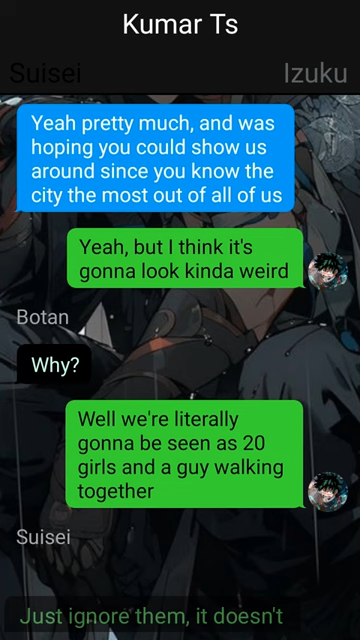 Kumar Ts
Suisei
Izuku
Yeah pretty much, and was
hoping you could show us
around since you know the
city the most out of all of us
Yeah, but I think it's
gonna look kinda weird
Botan
Why?
Well we're literally
gonna be seen as 20
girls and a guy walking
together
Suisei
Just ignore them, it doesn't